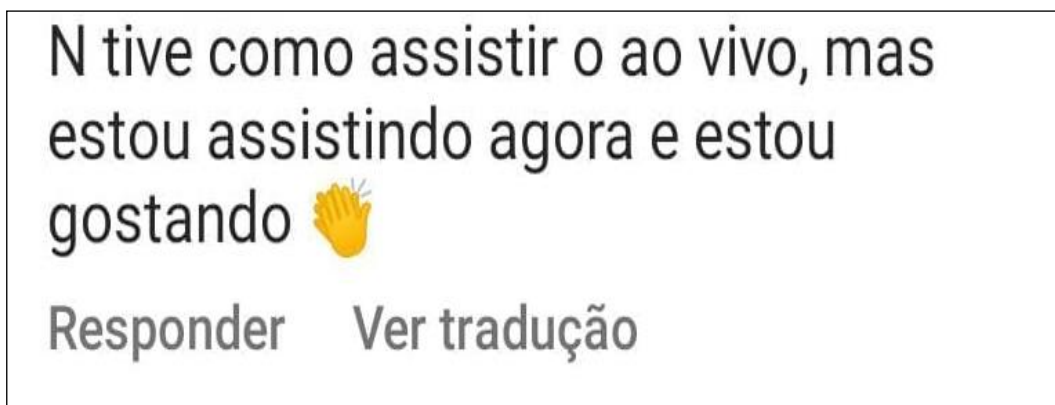 N tive como assistir o ao vivo, mas
estou assistindo agora e estou
gostando 👏
Responder Ver tradução